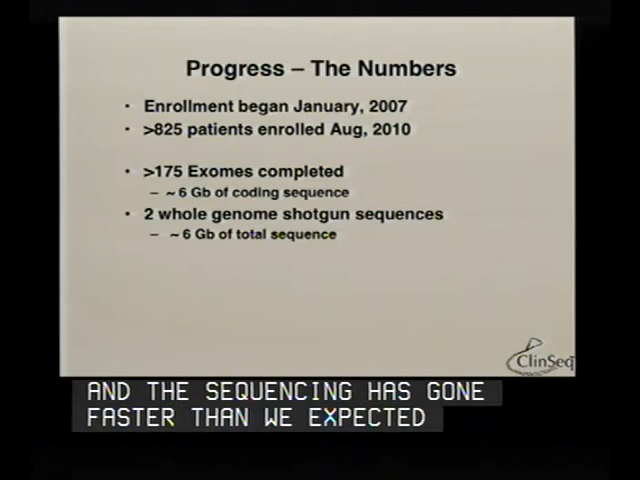 Progress – The Numbers
• Enrollment began January, 2007
• >825 patients enrolled Aug, 2010
• >175 Exomes completed
– ~ 6 Gb of coding sequence
• 2 whole genome shotgun sequences
– ~ 6 Gb of total sequence
ClinSeq
AND THE SEQUENCING HAS GONE
FASTER THAN WE EXPECTED